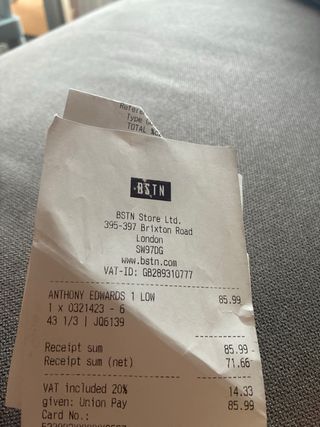 Type
TOTAL
BSTN
BSTN Store Ltd.
395-397 Brixton Road
London
SW97DG
www.bstn.com
VAT-ID: GB289310777
ANTHONY EDWARDS 1 LOW 85.99
1 x 0321423 - 6
43 1/3 | JQ6139
Receipt sum 85.99
Receipt sum (net) 71.66
VAT included 20% 14.33
given: Union Pay 85.99
Card No.: